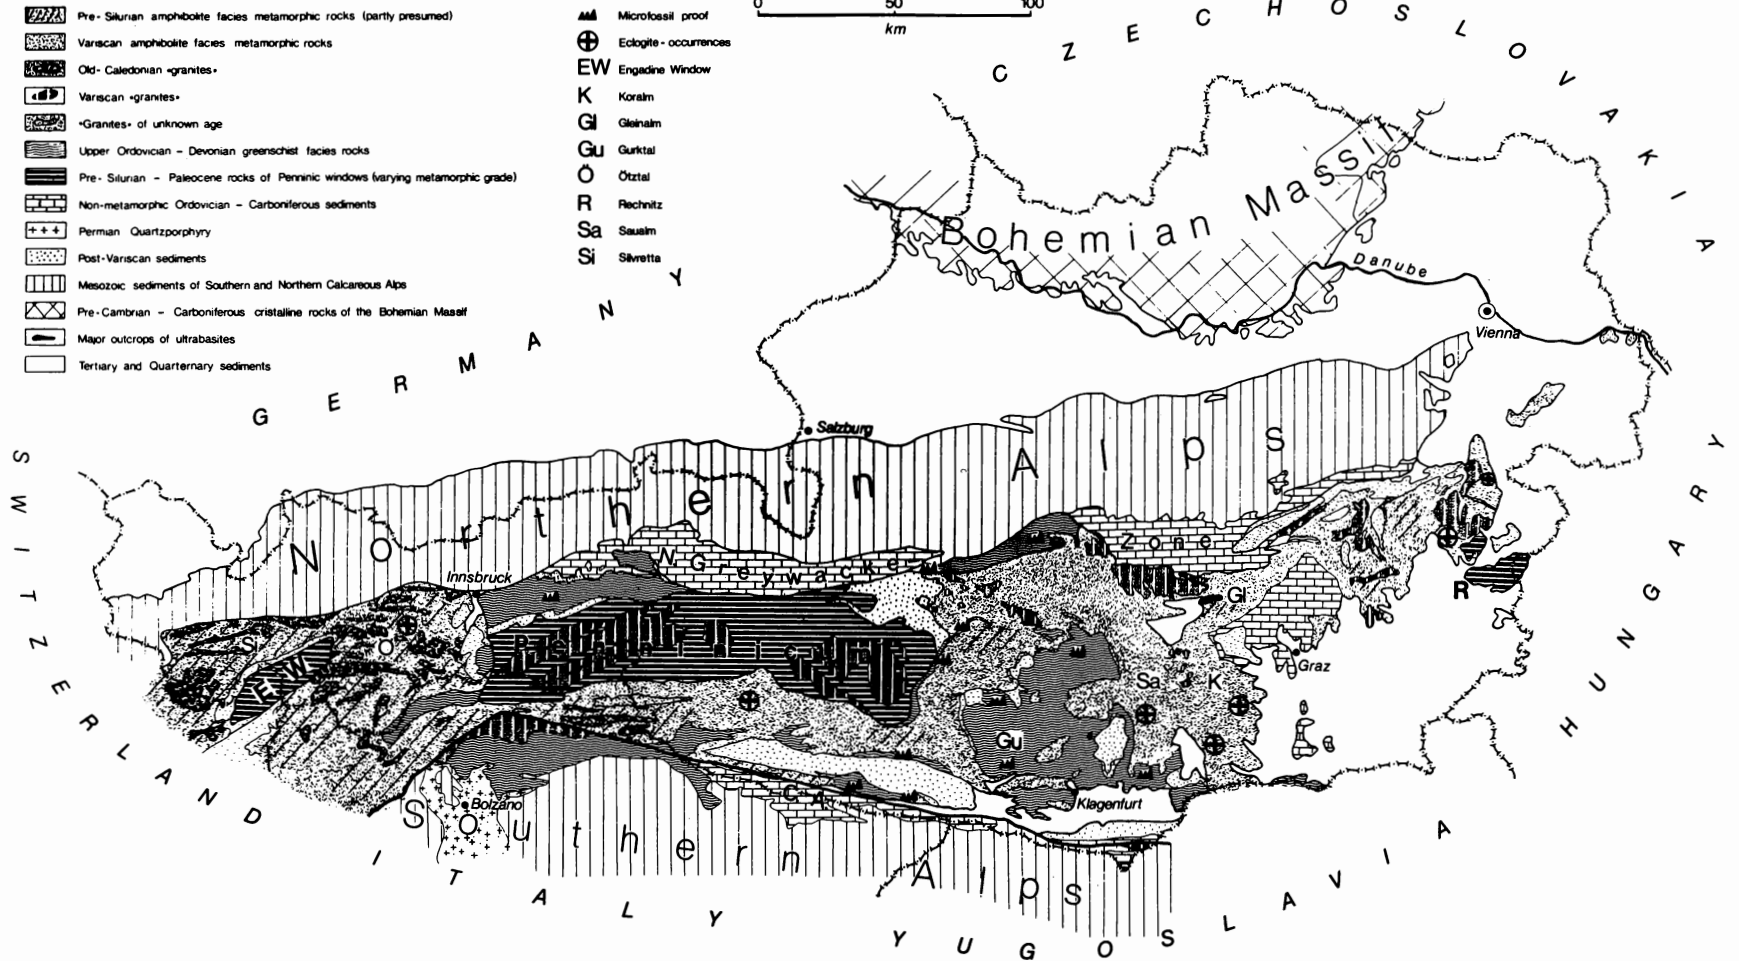 Pre-Silurian amphibolite facies metamorphic rocks (partly presumed)
Variscan amphibolite facies metamorphic rocks
Old-Caledonian «granites»
Variscan «granites»
«Granites» of unknown age
Upper Ordovician - Devonian greenschist facies rocks
Pre-Silurian - Paleocene rocks of Penninic windows (varying metamorphic grade)
Non-metamorphic Ordovician - Carboniferous sediments
Permian Quartzporphyry
Post-Variscan sediments
Mesozoic sediments of Southern and Northern Calcareous Alps
Pre-Cambrian - Carboniferous cristalline rocks of the Bohemian Massif
Major outcrops of ultrabasites
Tertiary and Quarternary sediments
Microfossil proof
Eclogite-occurrences
EW Engadine Window
K Koralm
Gl Gleinalm
Gu Gurktal
Ö Ötztal
R Rechnitz
Sa Saualm
Si Silvretta
0 50 100
km
CZECHOSLOVAKIA
GERMANY
Bohemian Massif
Danube
Vienna
Salzburg
SWITZERLAND
HUNGARY
Northern Alps
Innsbruck
N Greywacke Zone
Gl
R
Si
Ö
EW
Graz
Sa
K
Gu
Bolzano
Klagenfurt
Southern Alps
ITALY
YUGOSLAVIA